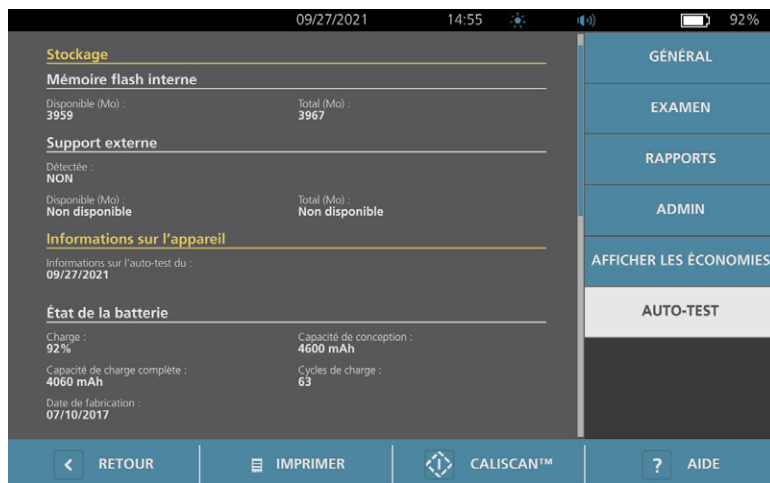 09/27/2021 14:55 92%
Stockage
Mémoire flash interne
Disponible (Mo) : Total (Mo) :
3959 3967
Support externe
Détectée :
NON
Disponible (Mo) : Total (Mo) :
Non disponible Non disponible
Informations sur l'appareil
Informations sur l'auto-test du :
09/27/2021
État de la batterie
Charge : Capacité de conception :
92% 4600 mAh
Capacité de charge complète : Cycles de charge :
4060 mAh 63
Date de fabrication :
07/10/2017
GÉNÉRAL
EXAMEN
RAPPORTS
ADMIN
AFFICHER LES ÉCONOMIES
AUTO-TEST
RETOUR IMPRIMER CALISCAN™ ? AIDE